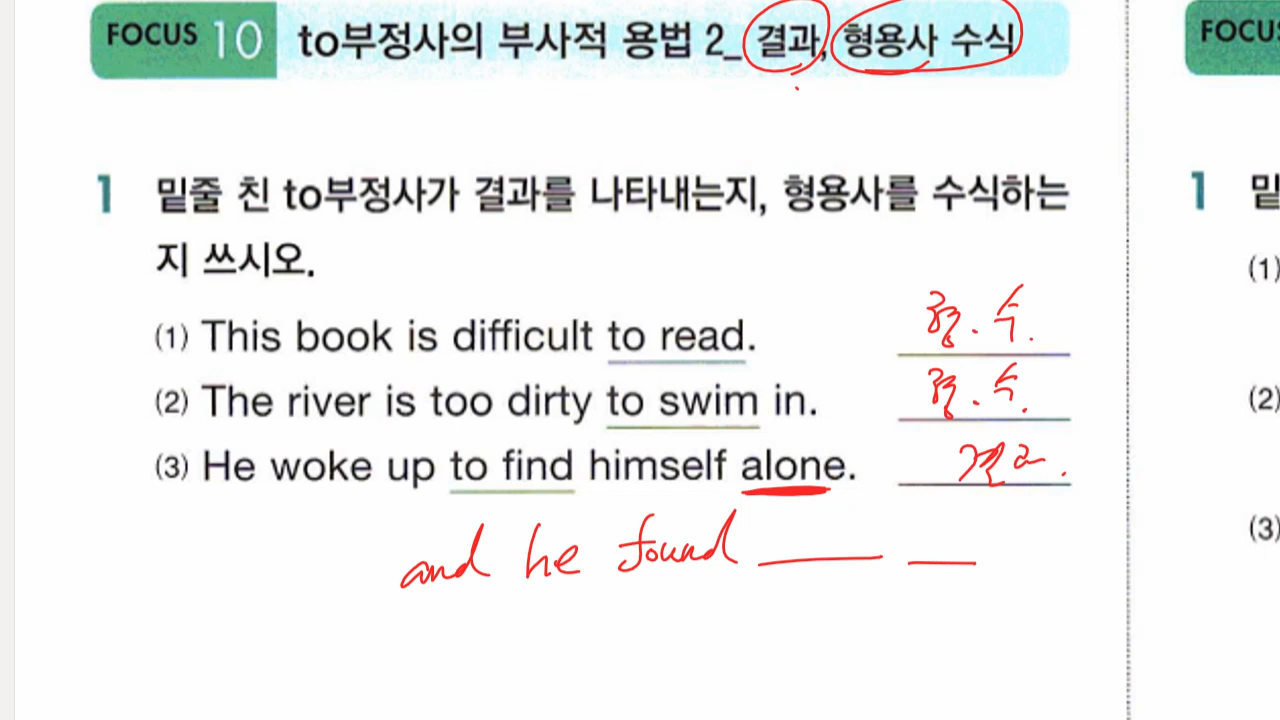 FOCUS 10 to부정사의 부사적 용법 2_ 결과, 형용사 수식
1 밑줄 친 to부정사가 결과를 나타내는지, 형용사를 수식하는
지 쓰시오.
(1) This book is difficult to read. 형.수.
(2) The river is too dirty to swim in. 형.수.
(3) He woke up to find himself alone. 결과.
and he found
FOCUS
1 밑
(1)
(2)
(3)